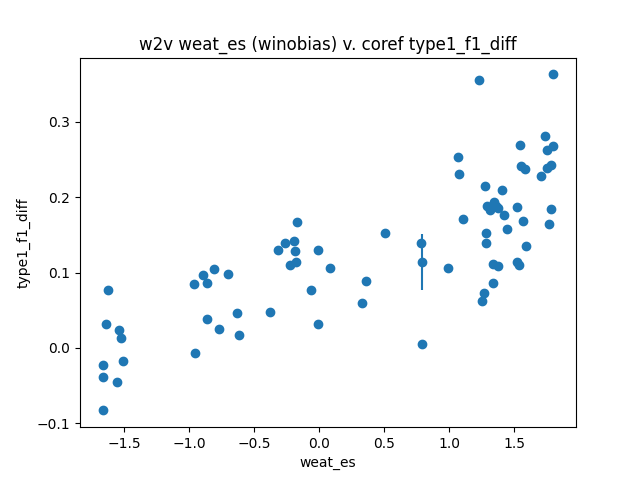 w2v weat_es (winobias) v. coref type1_f1_diff
type1_f1_diff
0.3
0.2
0.1
0.0
−0.1
−1.5 −1.0 −0.5 0.0 0.5 1.0 1.5
weat_es